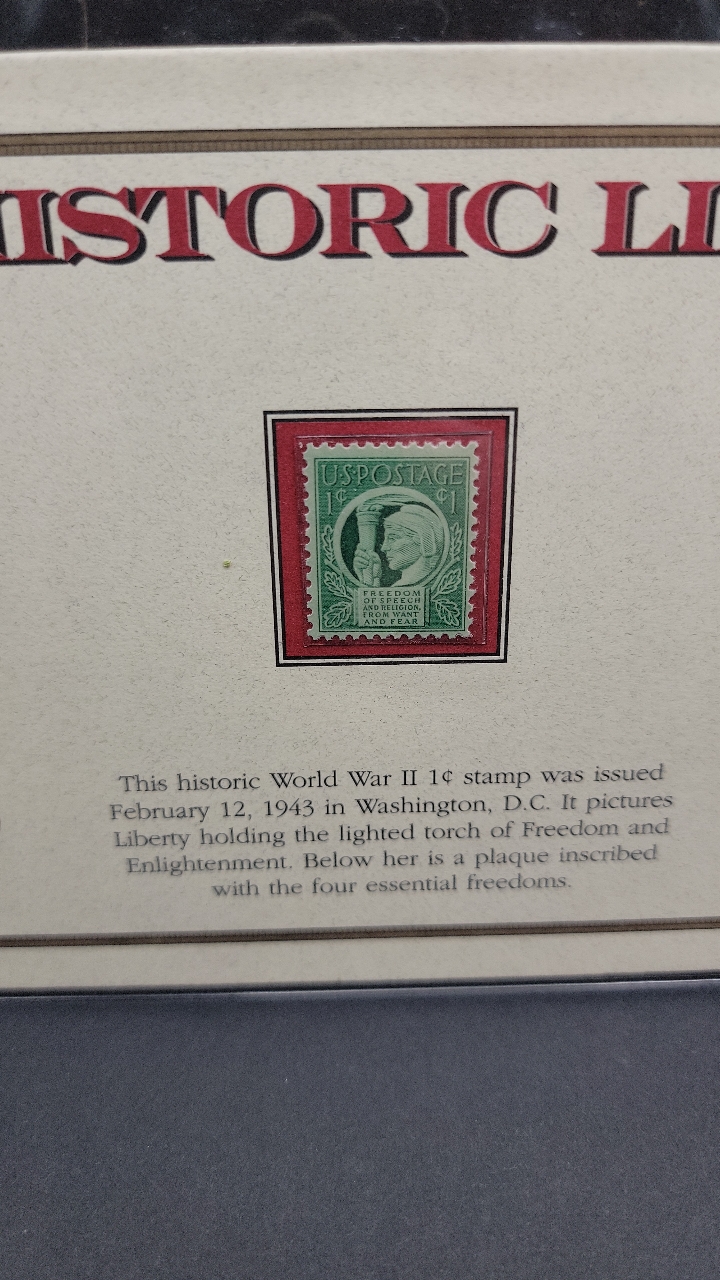 HISTORIC LI
U.S. POSTAGE
1¢ ¢1
FREEDOM
OF SPEECH
AND RELIGION,
FROM WANT
AND FEAR
This historic World War II 1¢ stamp was issued
February 12, 1943 in Washington, D.C. It pictures
Liberty holding the lighted torch of Freedom and
Enlightenment. Below her is a plaque inscribed
with the four essential freedoms.